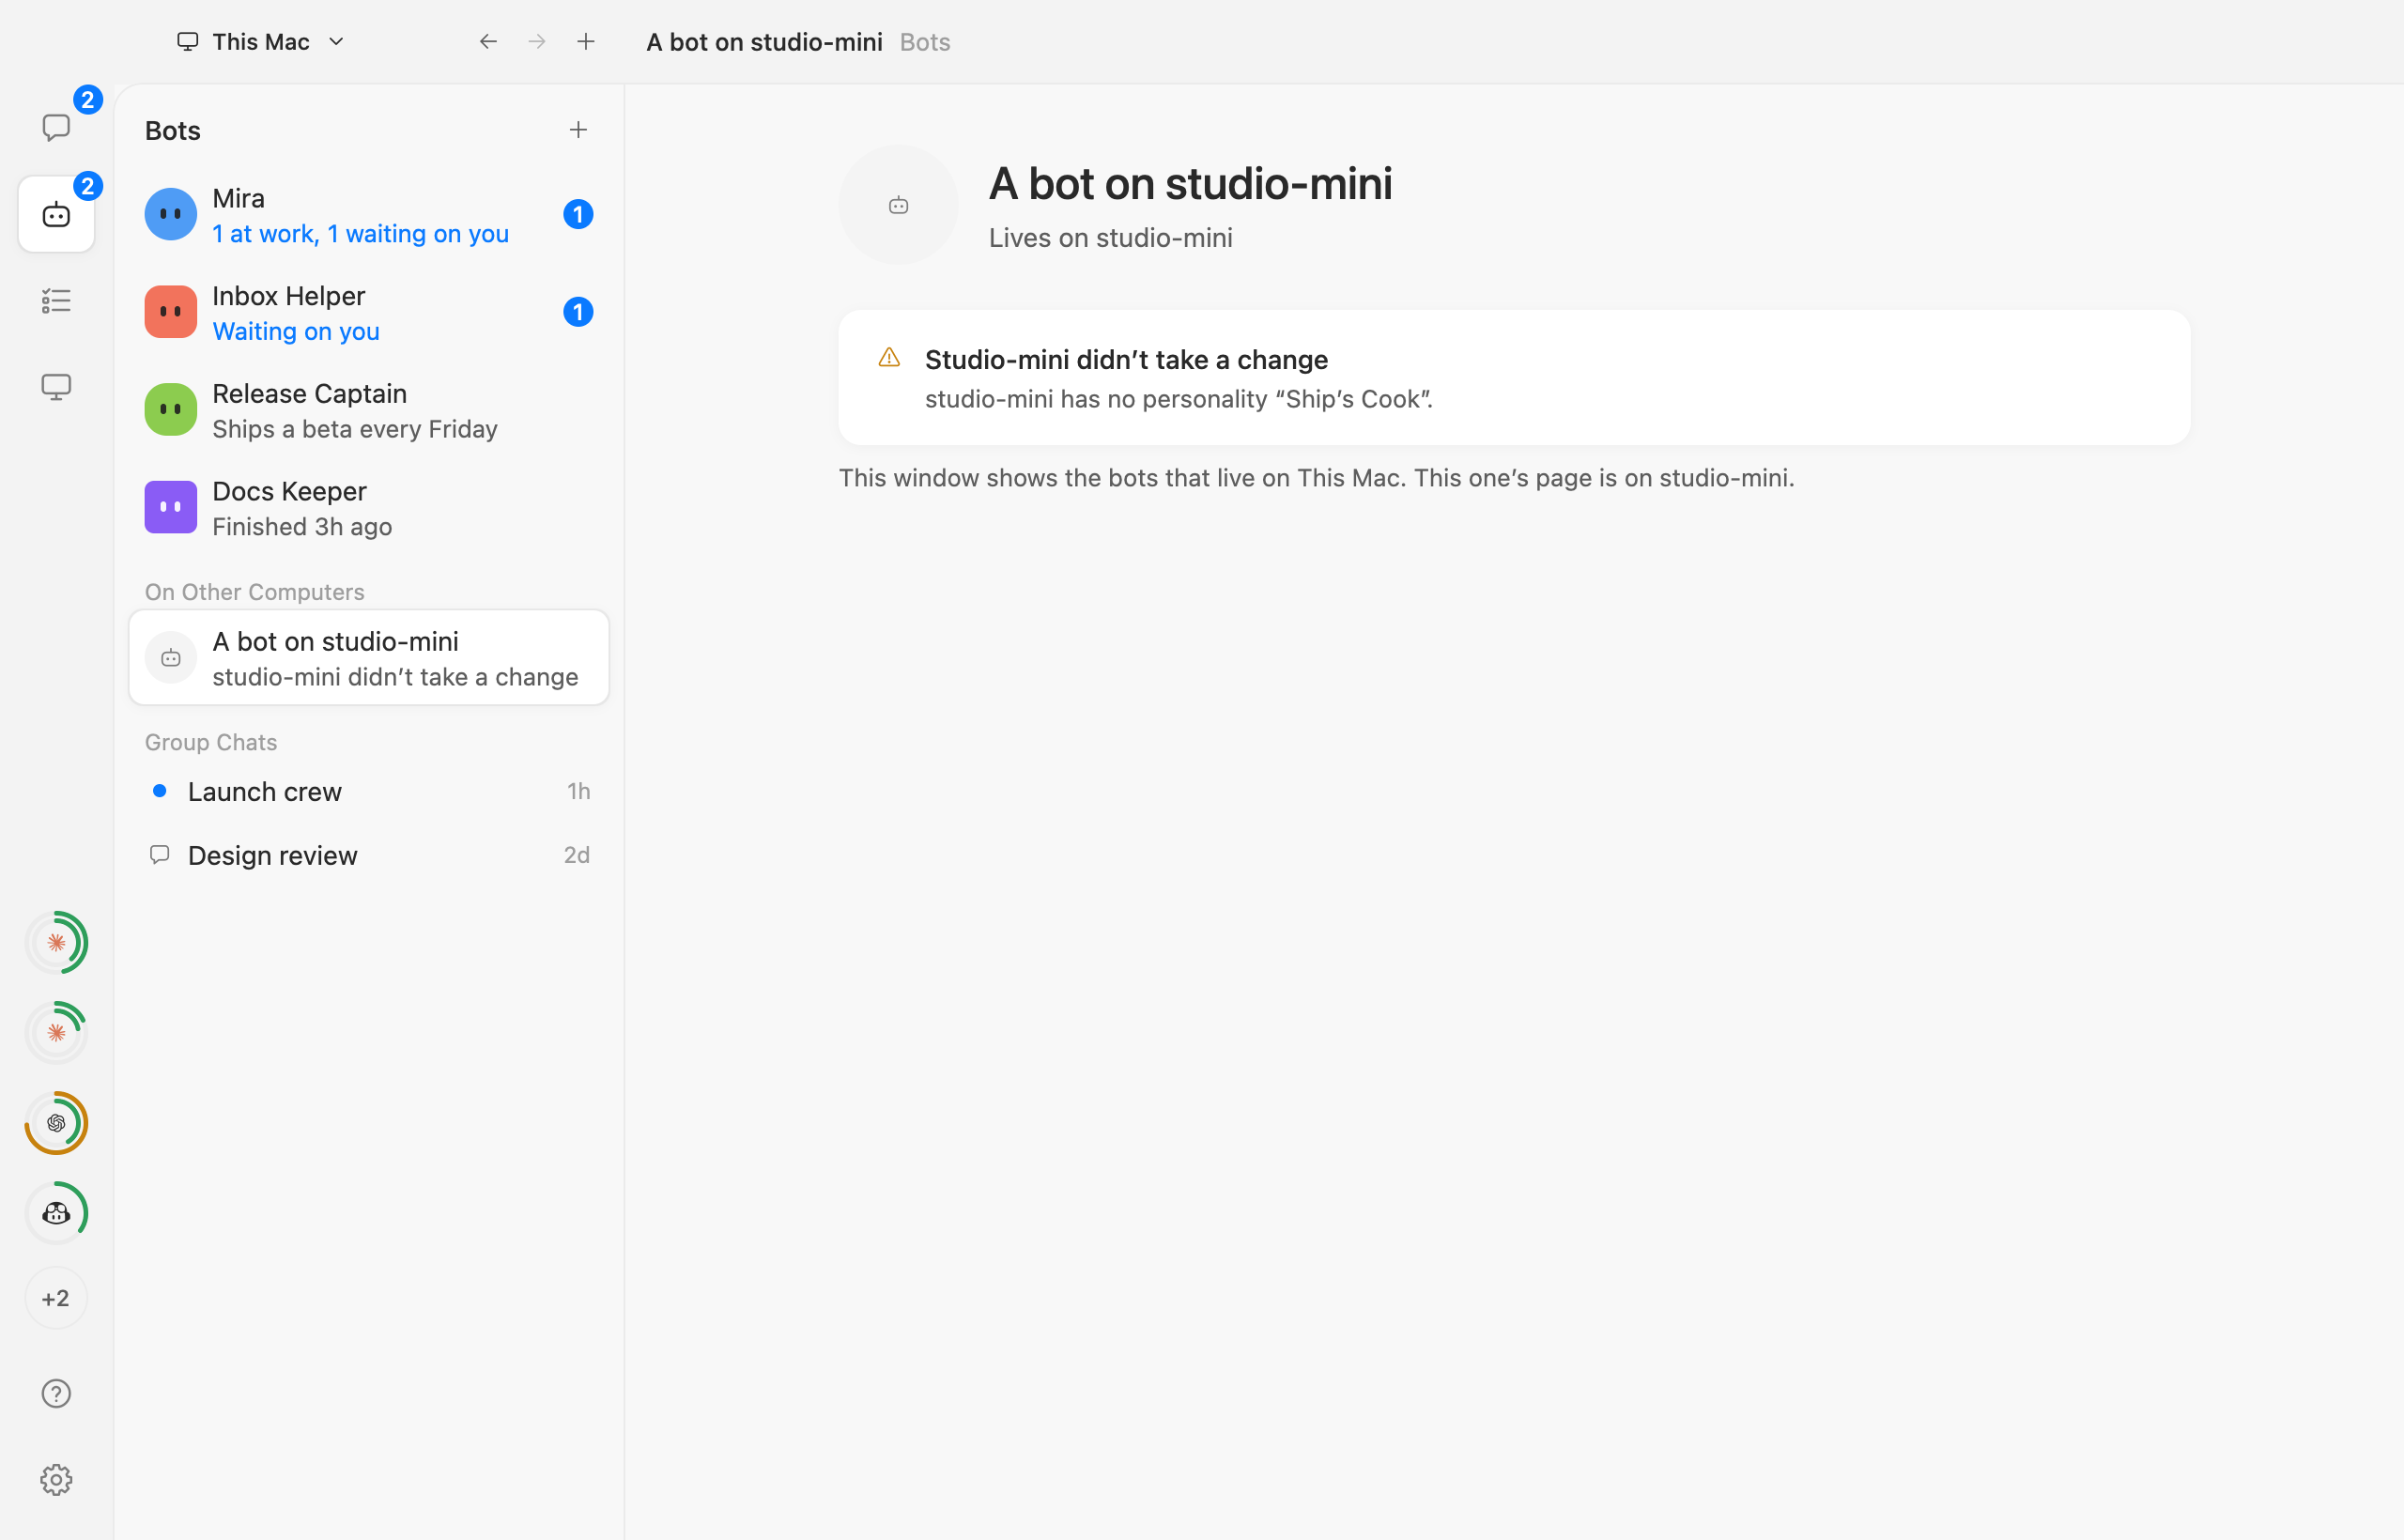 This Mac
A bot on studio-mini Bots
2
2
Bots
Mira
1 at work, 1 waiting on you
1
Inbox Helper
Waiting on you
1
Release Captain
Ships a beta every Friday
Docs Keeper
Finished 3h ago
On Other Computers
A bot on studio-mini
studio-mini didn’t take a change
Group Chats
Launch crew 1h
Design review 2d
+2
A bot on studio-mini
Lives on studio-mini
Studio-mini didn’t take a change
studio-mini has no personality “Ship’s Cook”.
This window shows the bots that live on This Mac. This one’s page is on studio-mini.